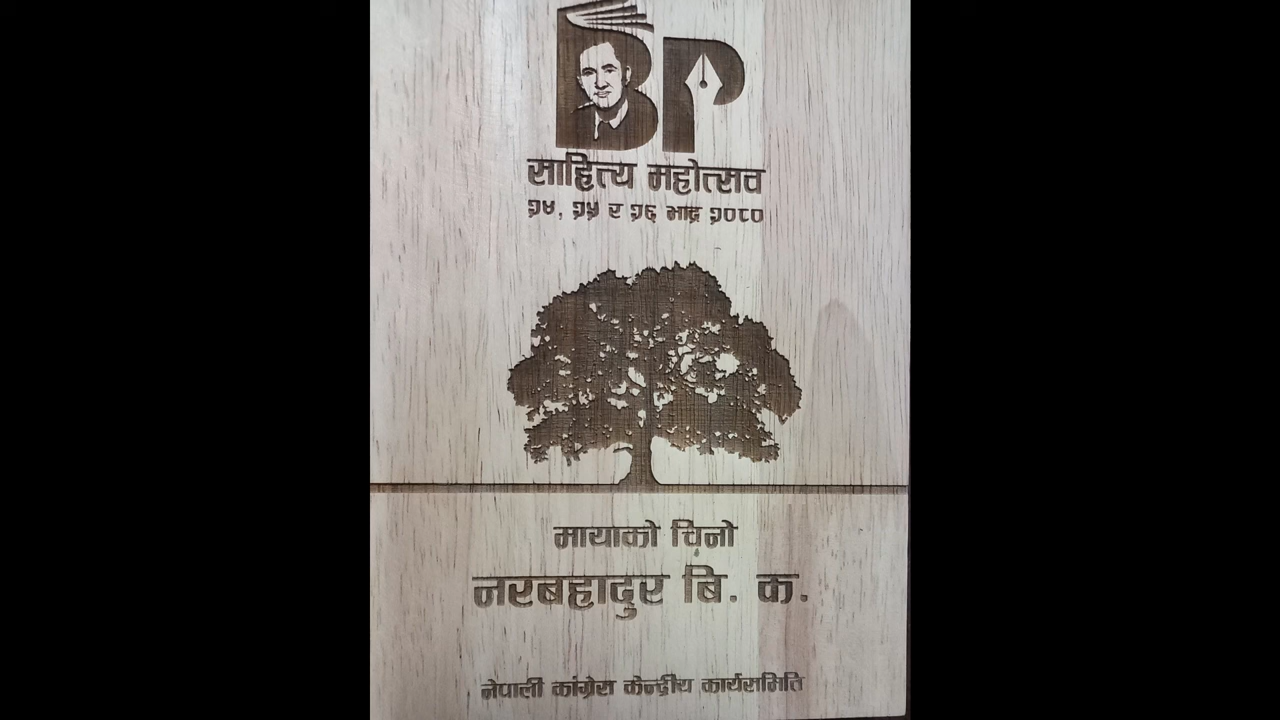 BP
साहित्य महोत्सव
१४, १५ र १६ भाद्र २०८०
मायाको चिनो
नरबहादुर बि. क.
नेपाली कांग्रेस केन्द्रीय कार्यसमिति